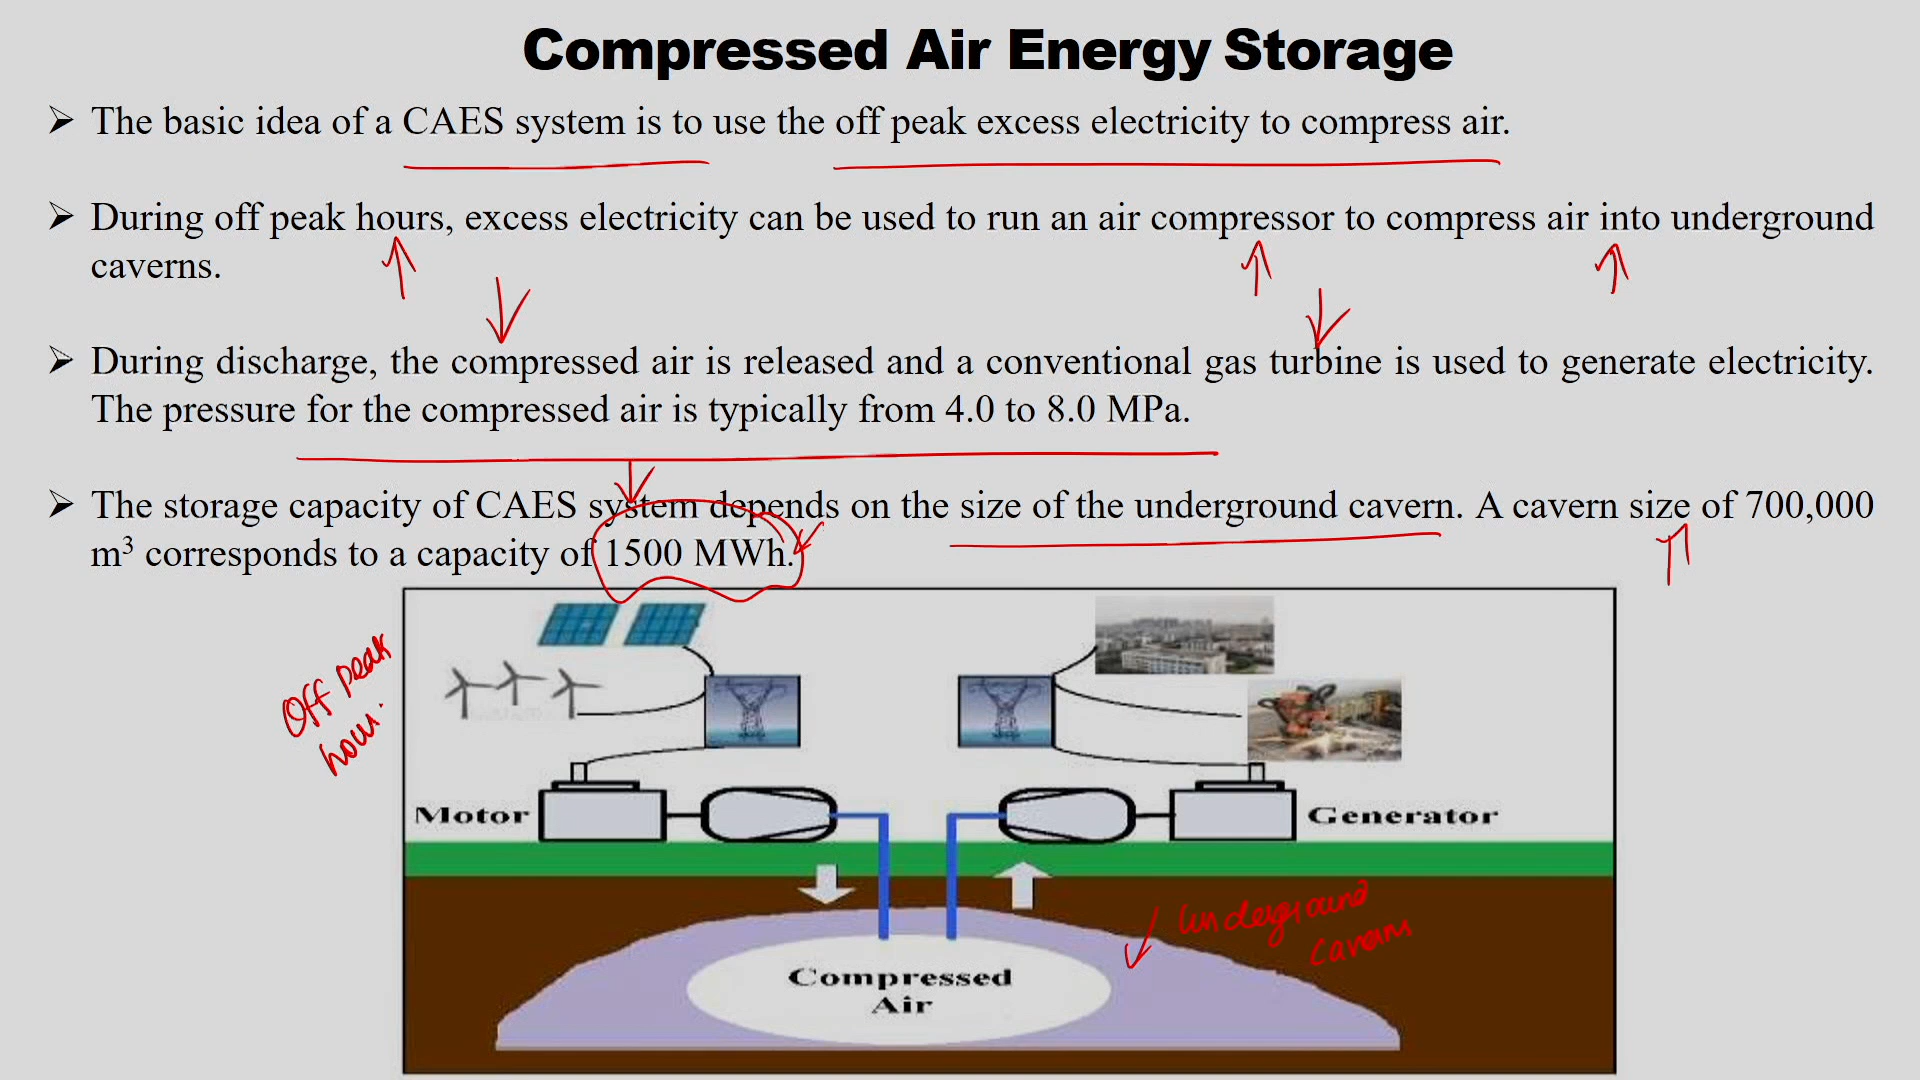 Compressed Air Energy Storage
➢ The basic idea of a CAES system is to use the off peak excess electricity to compress air.
➢ During off peak hours, excess electricity can be used to run an air compressor to compress air into underground
caverns.
➢ During discharge, the compressed air is released and a conventional gas turbine is used to generate electricity.
The pressure for the compressed air is typically from 4.0 to 8.0 MPa.
➢ The storage capacity of CAES system depends on the size of the underground cavern. A cavern size of 700,000
m³ corresponds to a capacity of 1500 MWh.
Off peak
hour.
Motor
Generator
Underground
caverns
Compressed
Air